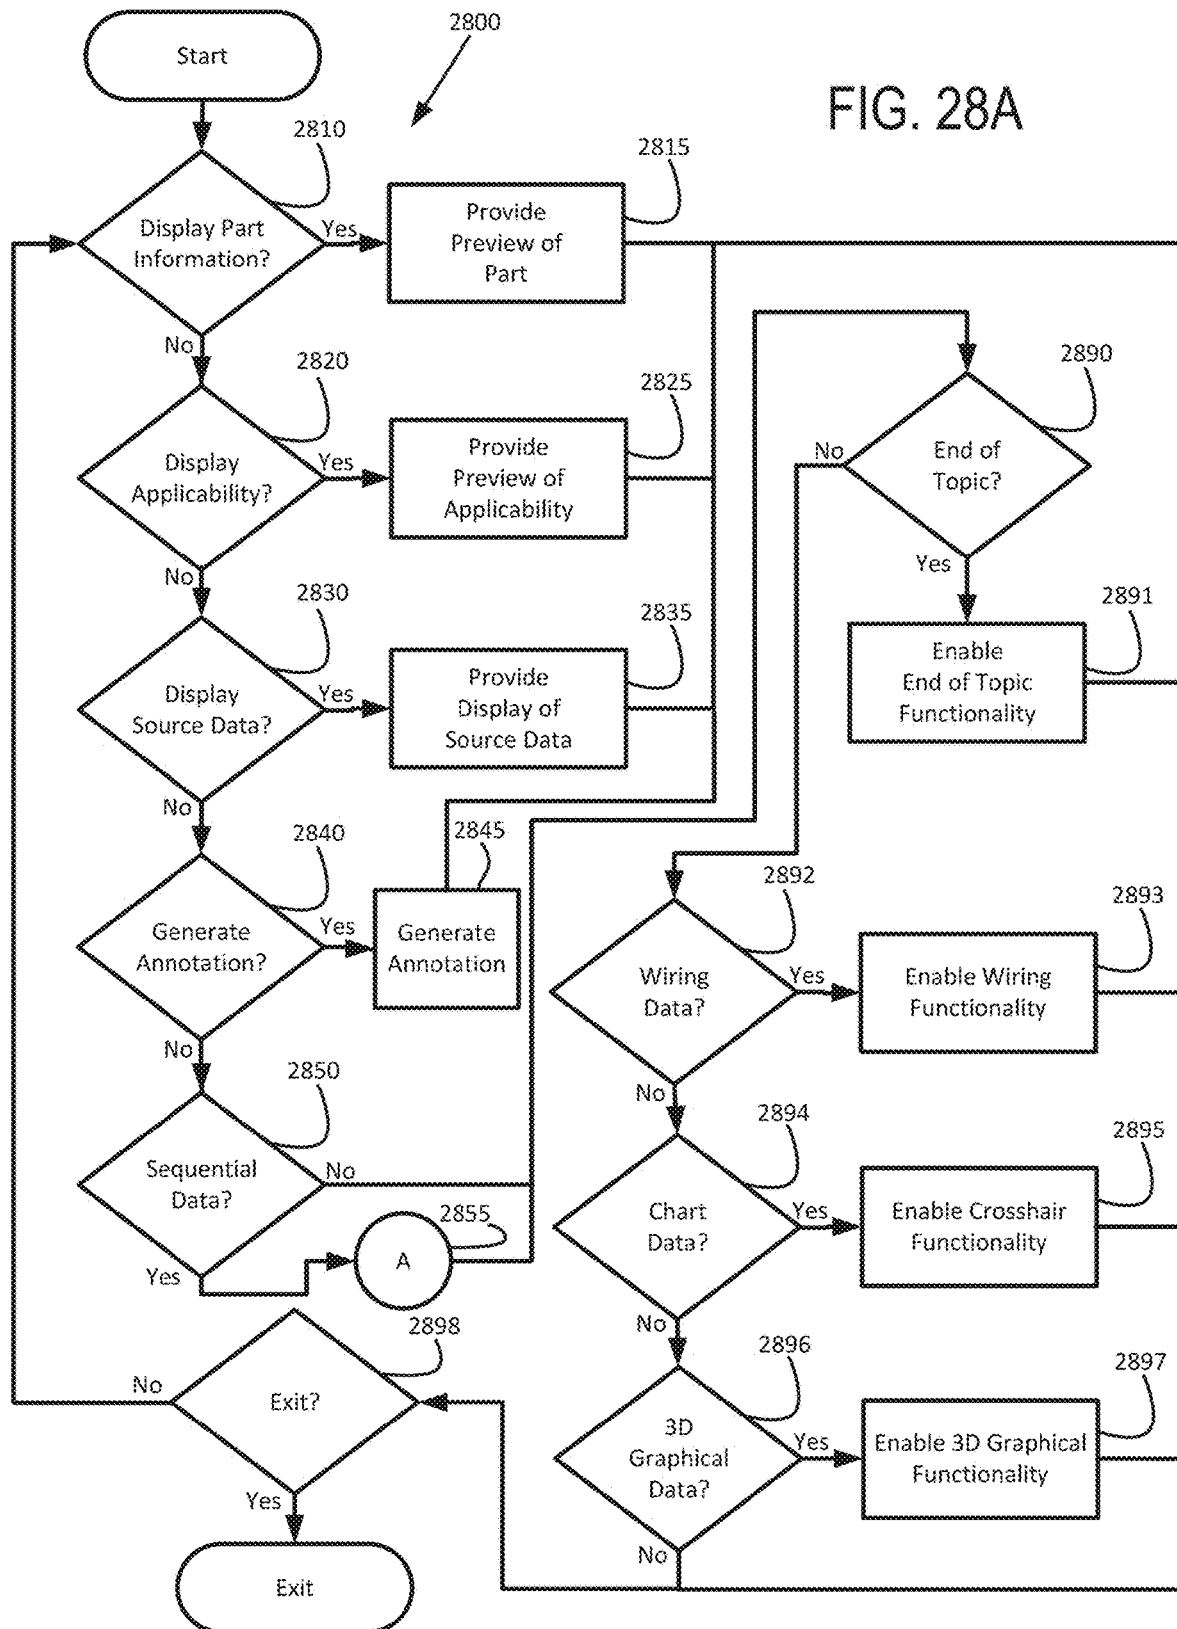 Start
2800
FIG. 28A
2810
Display Part
Information?
Yes
No
2815
Provide
Preview of
Part
2820
Display
Applicability?
Yes
No
2825
Provide
Preview of
Applicability
2830
Display
Source Data?
Yes
No
2835
Provide
Display of
Source Data
2840
Generate
Annotation?
Yes
No
2845
Generate
Annotation
2850
Sequential
Data?
No
Yes
2855
A
2890
End of
Topic?
No
Yes
2891
Enable
End of Topic
Functionality
2892
Wiring
Data?
Yes
No
2893
Enable Wiring
Functionality
2894
Chart
Data?
Yes
No
2895
Enable Crosshair
Functionality
2896
3D
Graphical
Data?
Yes
No
2897
Enable 3D Graphical
Functionality
2898
Exit?
No
Yes
Exit